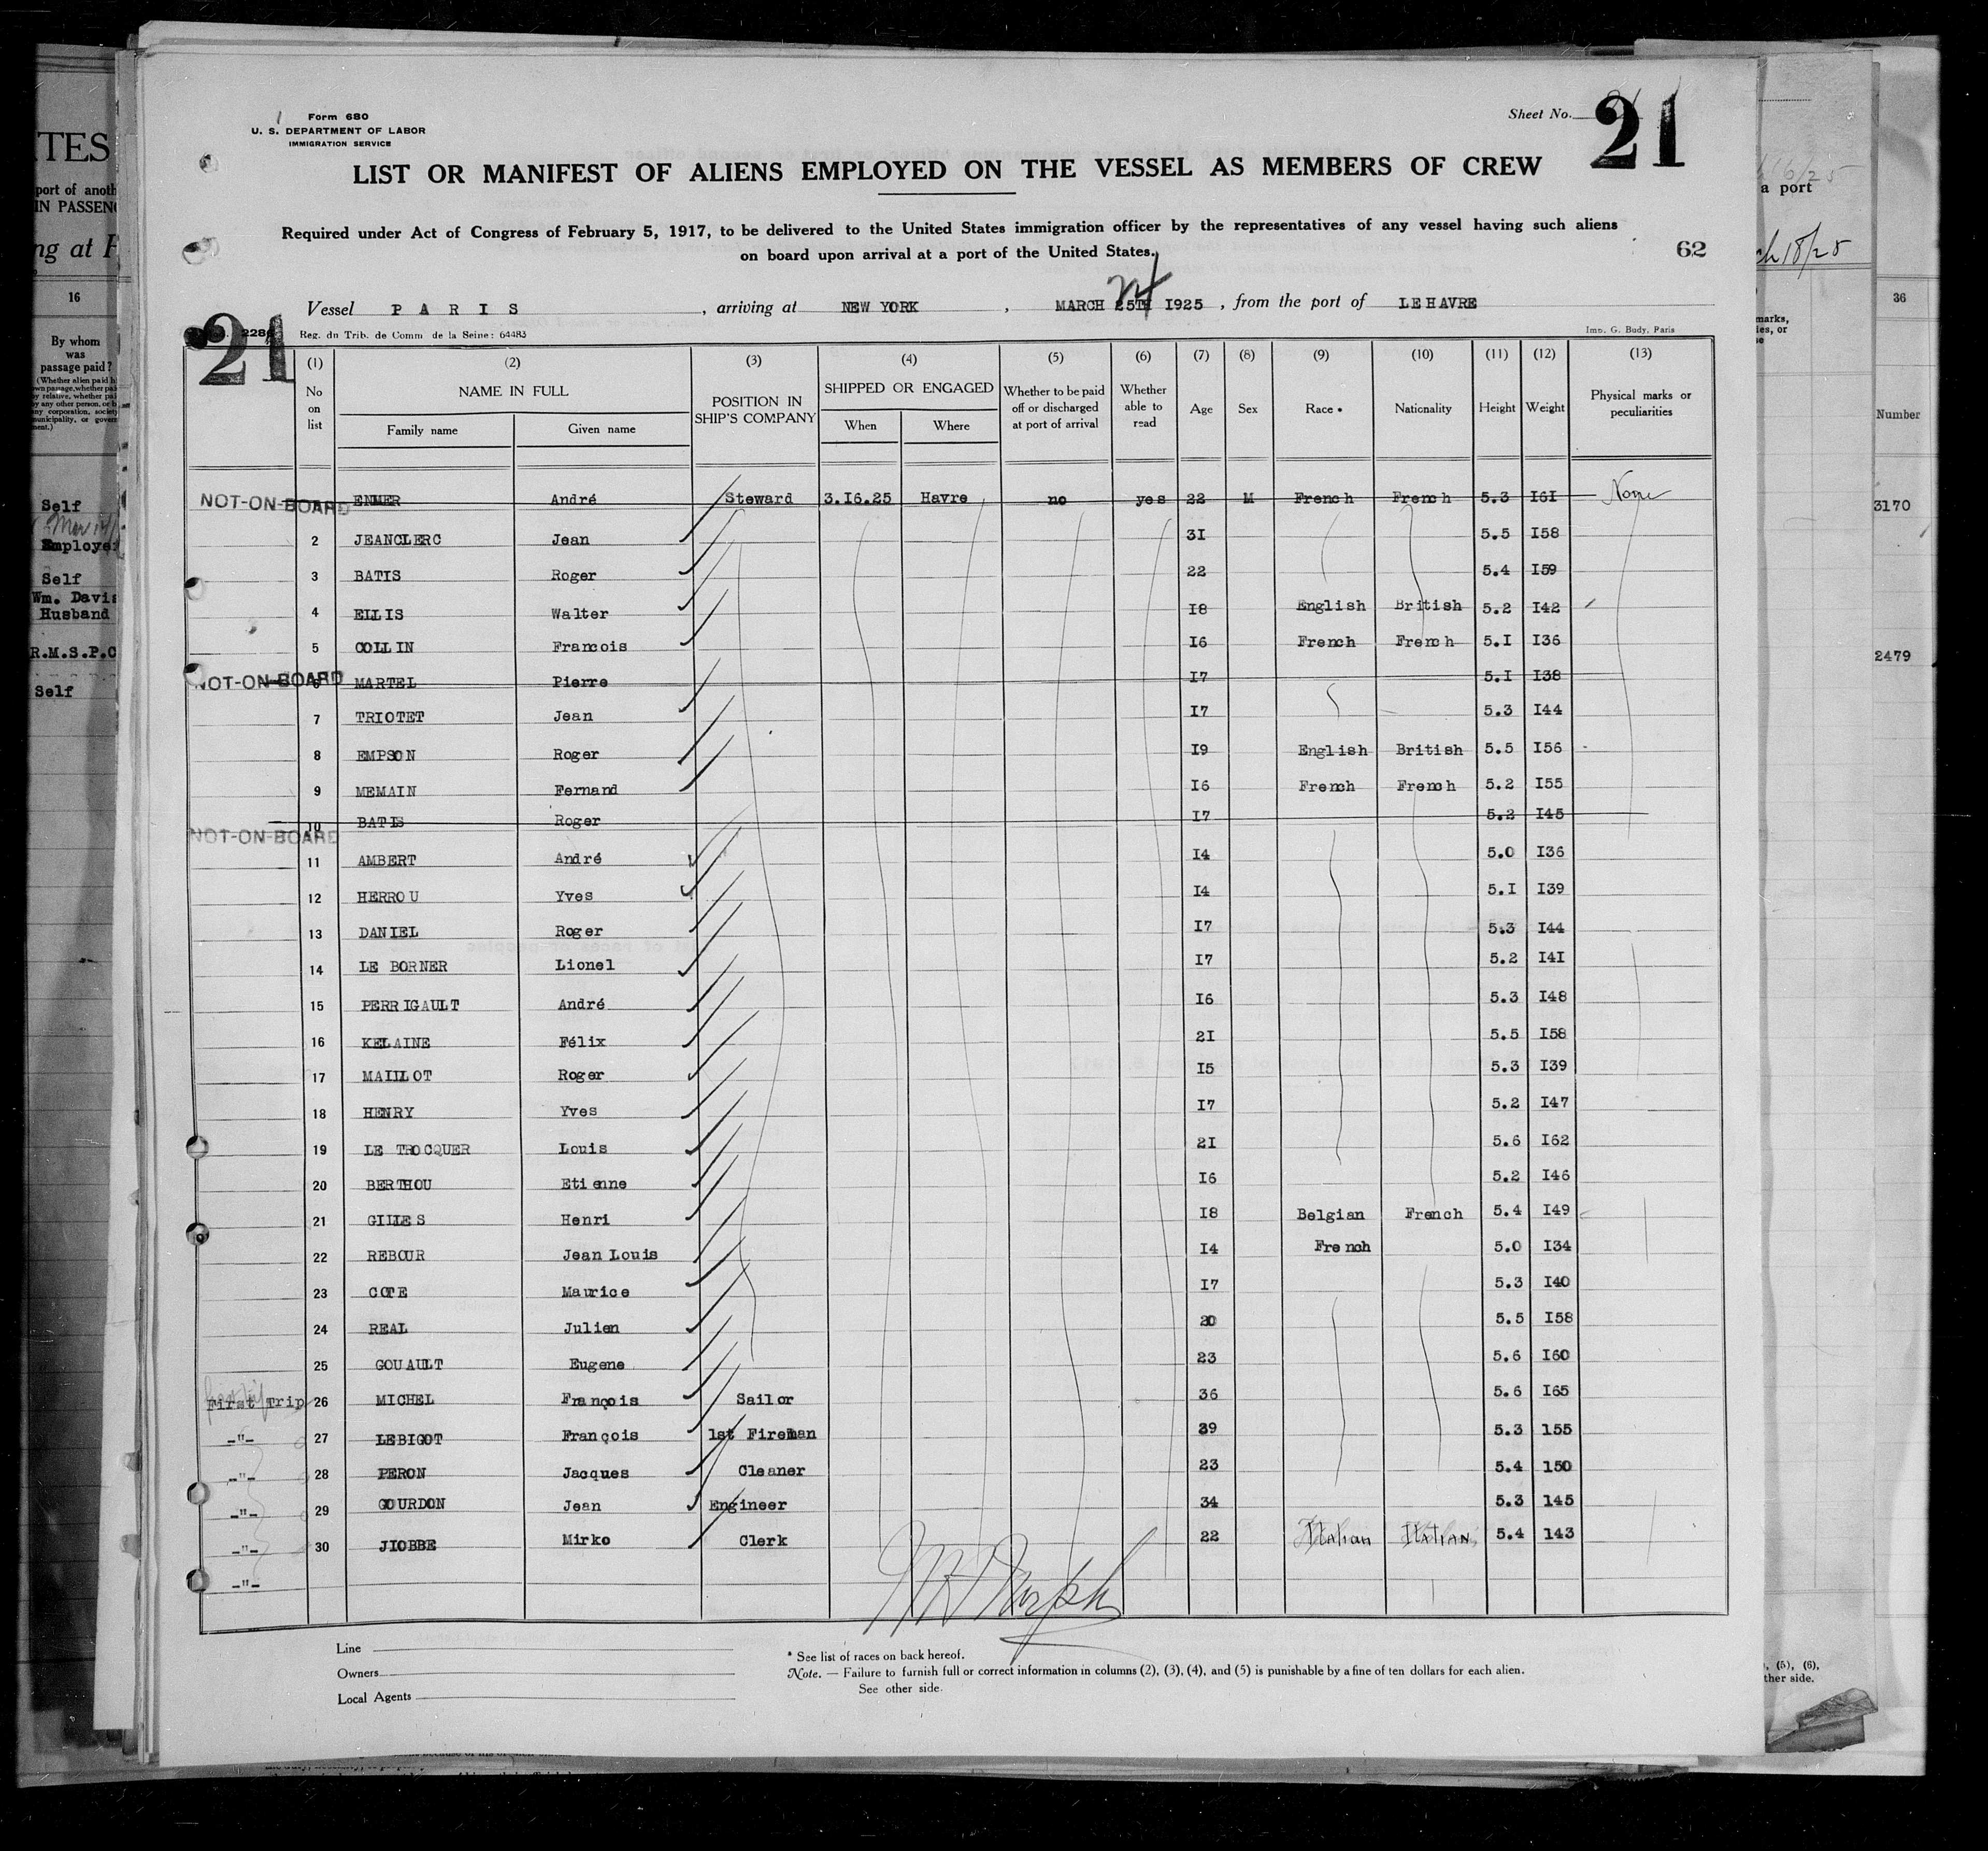 Form 680
U. S. DEPARTMENT OF LABOR
IMMIGRATION SERVICE
Sheet No. 21
LIST OR MANIFEST OF ALIENS EMPLOYED ON THE VESSEL AS MEMBERS OF CREW
Required under Act of Congress of February 5, 1917, to be delivered to the United States immigration officer by the representatives of any vessel having such aliens
on board upon arrival at a port of the United States.
62
Vessel PARIS, arriving at NEW YORK, MARCH 25TH 1925, from the port of LEHAVRE
21
Reg. du Trib. de Comm de la Seine: 64483
Imp. G. Budy, Paris
(1) (2) (3) (4) (5) (6) (7) (8) (9) (10) (11) (12) (13)
No on list NAME IN FULL Family name Given name POSITION IN SHIP'S COMPANY SHIPPED OR ENGAGED When Where Whether to be paid off or discharged at port of arrival Whether able to read Age Sex Race * Nationality Height Weight Physical marks or peculiarities
NOT-ON-BOARD ENMER André Steward 3.16.25 Havre no yes 22 M French French 5.3 161 None
2 JEANCLERC Jean 31 5.5 158
3 BATIS Roger 22 5.4 159
4 ELLIS Walter 18 English British 5.2 142
5 COLLIN Francois 16 French French 5.1 136
NOT-ON-BOARD 6 MARTEL Pierre 17 5.1 138
7 TRIOTET Jean 17 5.3 144
8 EMPSON Roger 19 English British 5.5 156
9 MEMAIN Fernand 16 French French 5.2 155
NOT-ON-BOARD 10 BATIS Roger 17 5.2 145
11 AMBERT André 14 5.0 136
12 HERROU Yves 14 5.1 139
13 DANIEL Roger 17 5.3 144
14 LE BORNER Lionel 17 5.2 141
15 PERRIGAULT André 16 5.3 148
16 KELAINE Félix 21 5.5 158
17 MAILLOT Roger 15 5.3 139
18 HENRY Yves 17 5.2 147
19 LE TROCQUER Louis 21 5.6 162
20 BERTHOU Etienne 16 5.2 146
21 GILLES Henri 18 Belgian French 5.4 149
22 REBOUR Jean Louis 14 French 5.0 134
23 COTE Maurice 17 5.3 140
24 REAL Julien 20 5.5 158
25 GOUAULT Eugene 23 5.6 160
First Trip 26 MICHEL François Sailor 36 5.6 165
-"- 27 LEBIGOT François 1st Fireman 39 5.3 155
-"- 28 PERON Jacques Cleaner 23 5.4 150
-"- 29 GOURDON Jean Engineer 34 5.3 145
-"- 30 JIOBBE Mirko Clerk 22 Italian Italian 5.4 143
-"-
Line
Owners
Local Agents
* See list of races on back hereof.
Note. — Failure to furnish full or correct information in columns (2), (3), (4), and (5) is punishable by a fine of ten dollars for each alien.
See other side.
16
By whom
was
passage paid?
Self
Employer
Self
Wm. Davis
Husband
R.M.S.P.C
Self
a port
36
Number
3170
2479